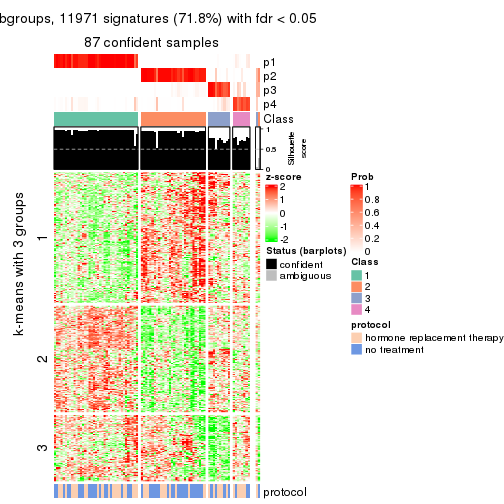 bgroups, 11971 signatures (71.8%) with fdr < 0.05
87 confident samples
p1
p2
p3
p4
Class
1
0.5
0
Silhouette
score
k-means with 3 groups
1
2
3
protocol
z-score
2
1
0
-1
-2
Status (barplots)
confident
ambiguous
Prob
1
0.8
0.6
0.4
0.2
0
Class
1
2
3
4
protocol
hormone replacement therapy
no treatment